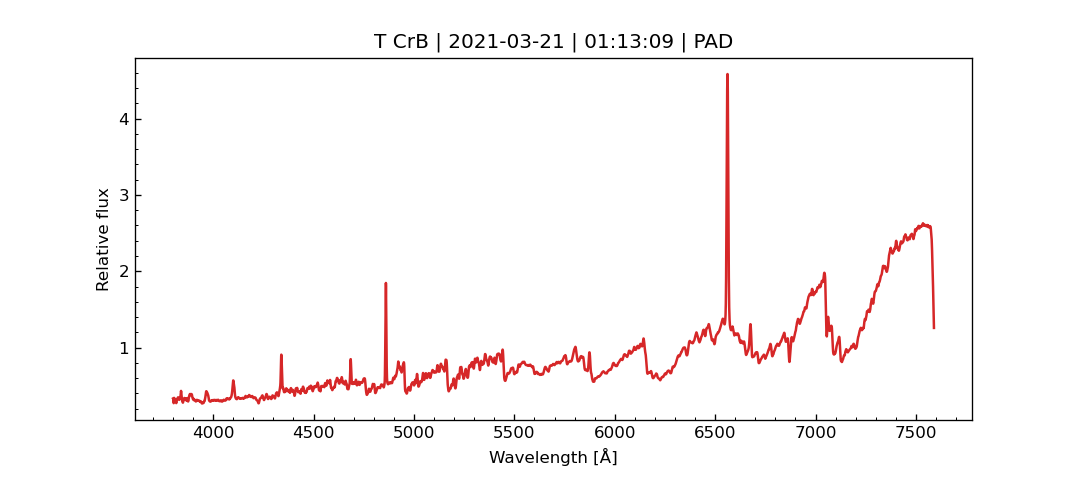 T CrB | 2021-03-21 | 01:13:09 | PAD
4
3
2
1
Relative flux
4000 4500 5000 5500 6000 6500 7000 7500
Wavelength [Å]